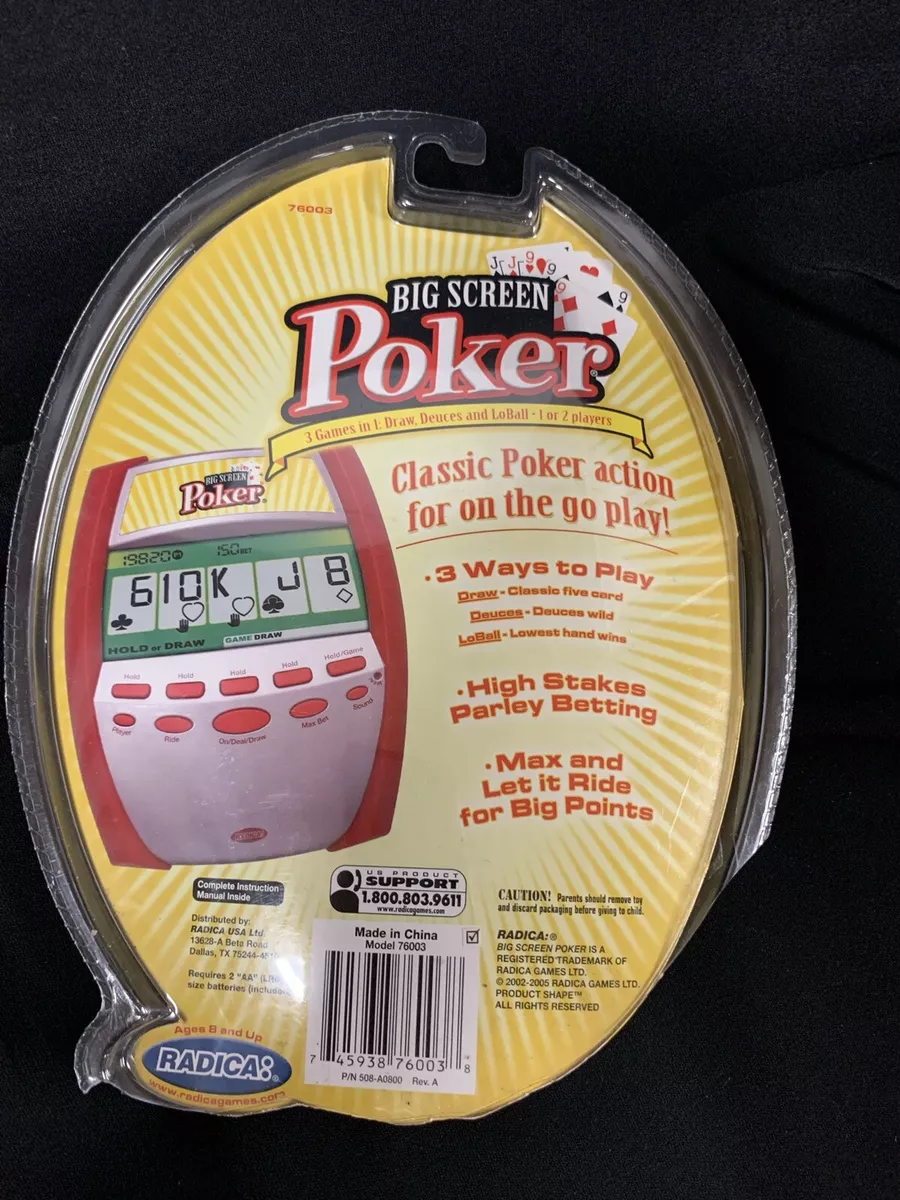 76003
J J 9 9 9 9
BIG SCREEN
Poker®
3 Games in 1: Draw, Deuces and LoBall - 1 or 2 players
Classic Poker action
for on the go play!
• 3 Ways to Play
Draw - Classic five card
Deuces - Deuces wild
LoBall - Lowest hand wins
• High Stakes
Parley Betting
• Max and
Let it Ride
for Big Points
BIG SCREEN
Poker
19820
150 BET
6 10 K J 8
HOLD or DRAW
GAME DRAW
Hold Hold Hold Hold Hold/Game
Player Ride On/Deal/Draw Max Bet Sound
Complete Instruction
Manual Inside
Distributed by:
RADICA USA Ltd.
13628-A Beta Road
Dallas, TX 75244
Requires 2 "AA"
size batteries
US PRODUCT
SUPPORT
1.800.803.9611
www.radicagames.com
CAUTION! Parents should remove toy
and discard packaging before giving to child.
Made in China
Model 76003
7 45938 76003 8
P/N 508-A0800 Rev. A
RADICA:®
BIG SCREEN POKER IS A
REGISTERED TRADEMARK OF
RADICA GAMES LTD.
© 2002-2005 RADICA GAMES LTD.
PRODUCT SHAPE™
ALL RIGHTS RESERVED
Ages 8 and Up
RADICA:®
www.radicagames.com